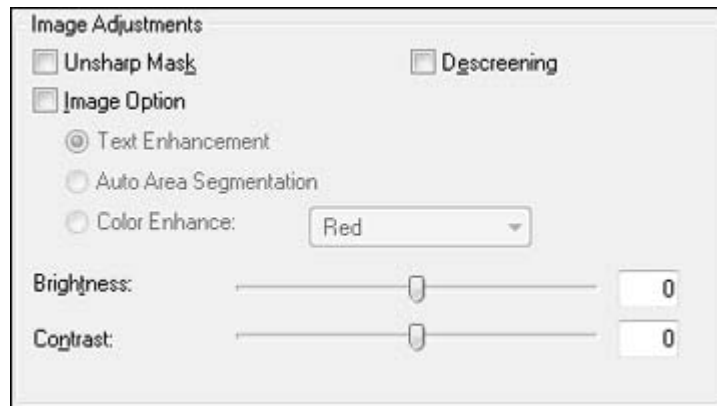 Image Adjustments
Unsharp Mask Descreening
Image Option
Text Enhancement
Auto Area Segmentation
Color Enhance: Red
Brightness: 0
Contrast: 0